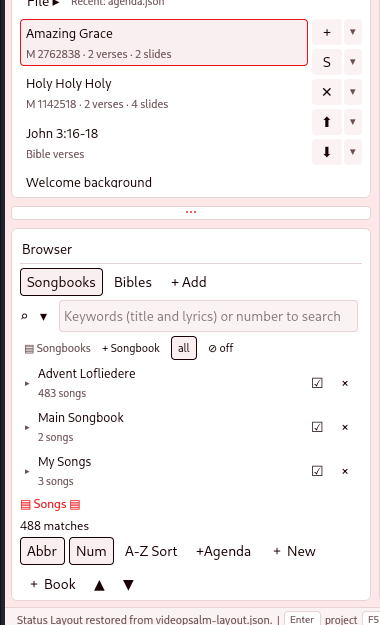 File ▸ Recent: agenda.json
Amazing Grace
M 2762838 · 2 verses · 2 slides
+ ▾
S ▾
Holy Holy Holy
M 1142518 · 2 verses · 4 slides
✕ ▾
⬆ ▾
John 3:16-18
Bible verses
⬇ ▾
Welcome background
...
Browser
Songbooks Bibles + Add
Keywords (title and lyrics) or number to search
Songbooks + Songbook all ⊘ off
▸ Advent Lofliedere ☑ ×
483 songs
▸ Main Songbook ☑ ×
2 songs
▸ My Songs ☑ ×
3 songs
▤ Songs ▤
488 matches
Abbr Num A-Z Sort +Agenda + New
+ Book ▲ ▼
Status Layout restored from videopsalm-layout.json. | Enter project F5